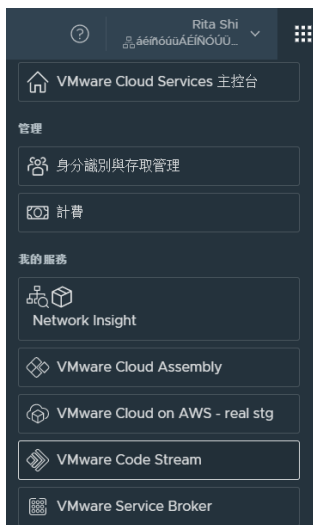 Rita Shi
áéíñóúüÁÉÍÑÓÚÜ...
VMware Cloud Services 主控台
管理
身分識別與存取管理
計費
我的服務
Network Insight
VMware Cloud Assembly
VMware Cloud on AWS - real stg
VMware Code Stream
VMware Service Broker